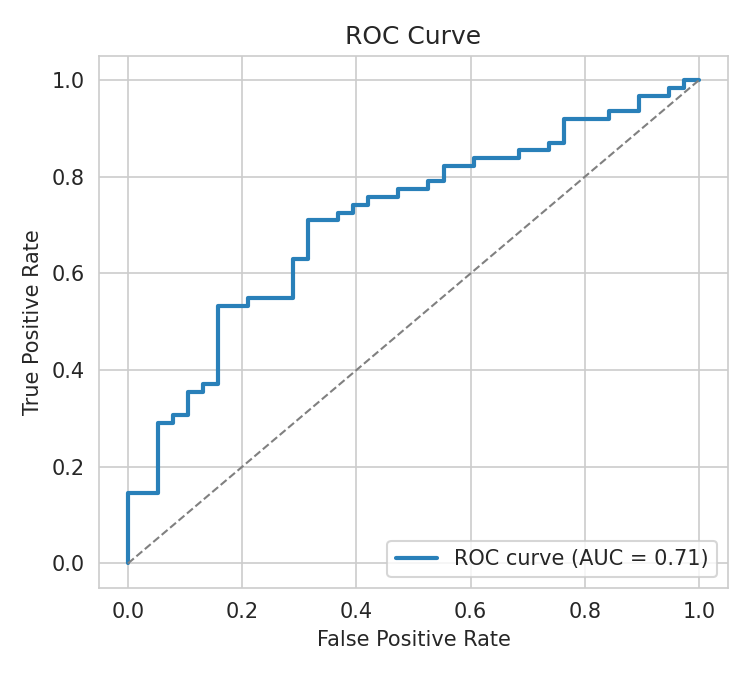 ROC Curve
True Positive Rate
1.0
0.8
0.6
0.4
0.2
0.0
ROC curve (AUC = 0.71)
0.0 0.2 0.4 0.6 0.8 1.0
False Positive Rate